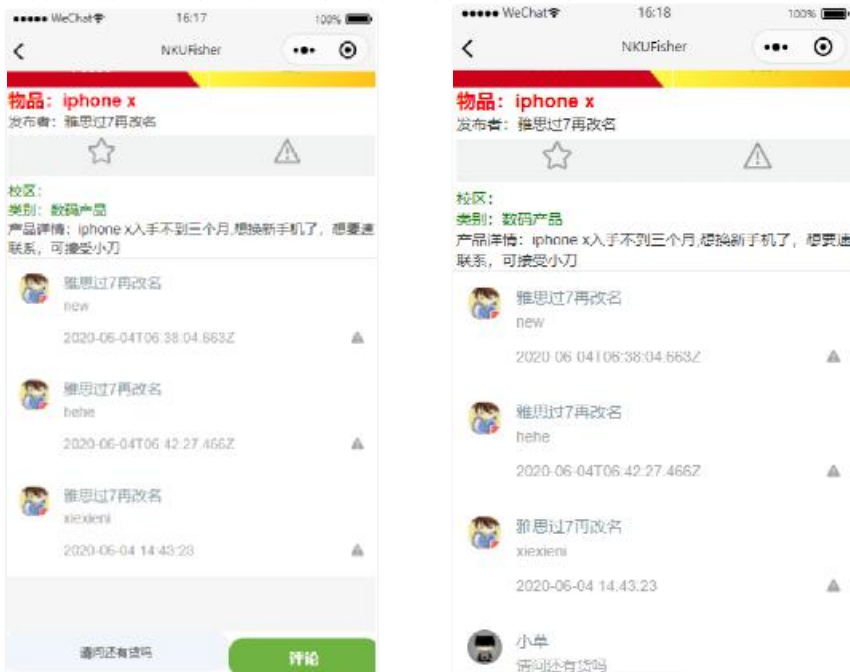 WeChat 16:17 100%
NKUFisher
物品：iphone x
发布者：雅思过7再改名
校区：
类别：数码产品
产品详情：iphone x入手不到三个月,想换新手机了，想要速
联系，可接受小刀
雅思过7再改名
new
2020-06-04T06:38:04.663Z
雅思过7再改名
hehe
2020-06-04T06:42:27.466Z
雅思过7再改名
xiexieni
2020-06-04 14:43:23
请问还有货吗
评论
WeChat 16:18 100%
NKUFisher
物品：iphone x
发布者：雅思过7再改名
校区：
类别：数码产品
产品详情：iphone x入手不到三个月,想换新手机了，想要速
联系，可接受小刀
雅思过7再改名
new
2020-06-04T06:38:04.663Z
雅思过7再改名
hehe
2020-06-04T06:42:27.466Z
雅思过7再改名
xiexieni
2020-06-04 14:43:23
小单
请问还有货吗